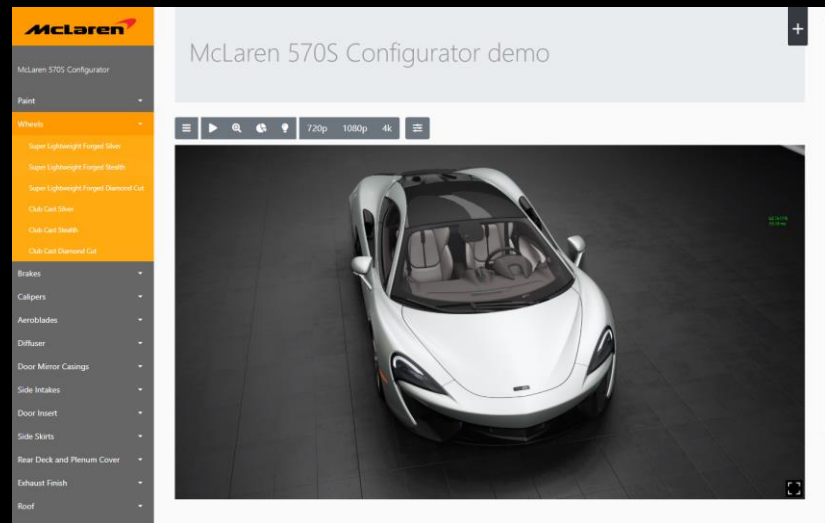 McLaren
McLaren 570S Configurator
Paint
Wheels
Super Lightweight Forged Silver
Super Lightweight Forged Stealth
Super Lightweight Forged Diamond Cut
Club Cast Silver
Club Cast Stealth
Club Cast Diamond Cut
Brakes
Calipers
Aeroblades
Diffuser
Door Mirror Casings
Side Intakes
Door Insert
Side Skirts
Rear Deck and Plenum Cover
Exhaust Finish
Roof
McLaren 570S Configurator demo
720p 1080p 4k